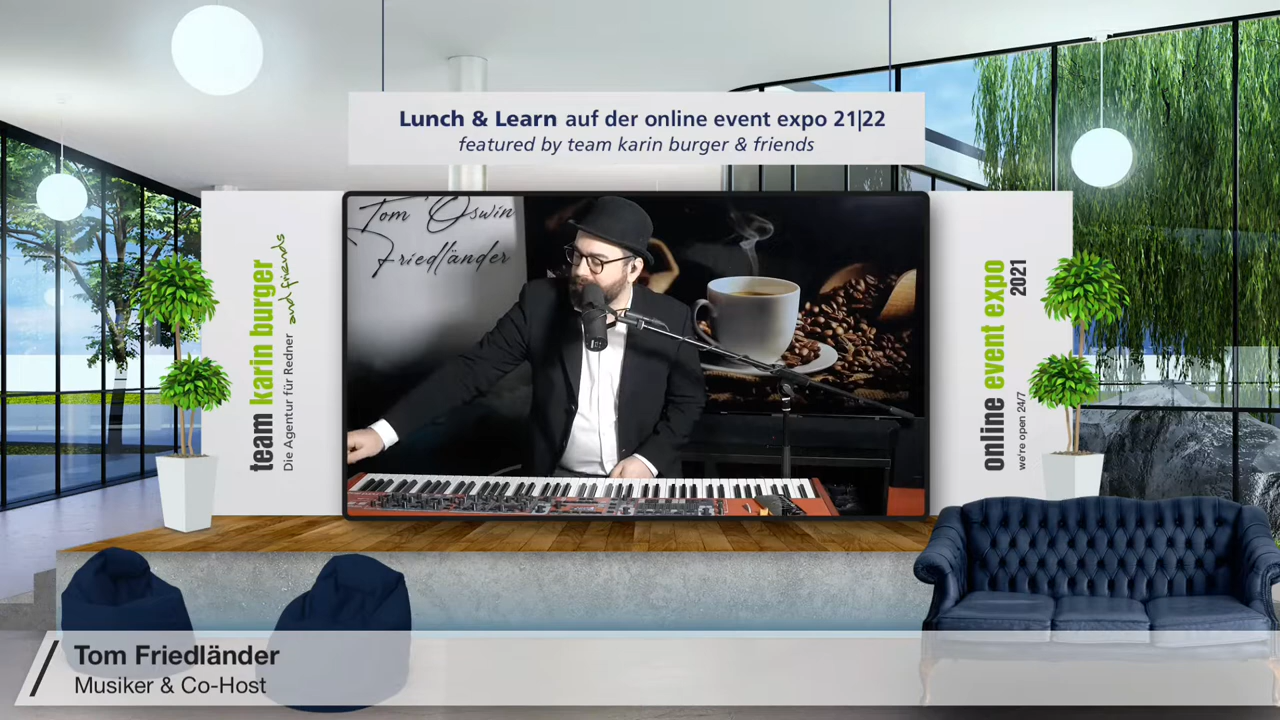 Lunch & Learn auf der online event expo 21|22
featured by team karin burger & friends
Tom Oswin
Friedländer
team karin burger
and friends
Die Agentur für Redner
online event expo
2021
we're open 24/7
Tom Friedländer
Musiker & Co-Host